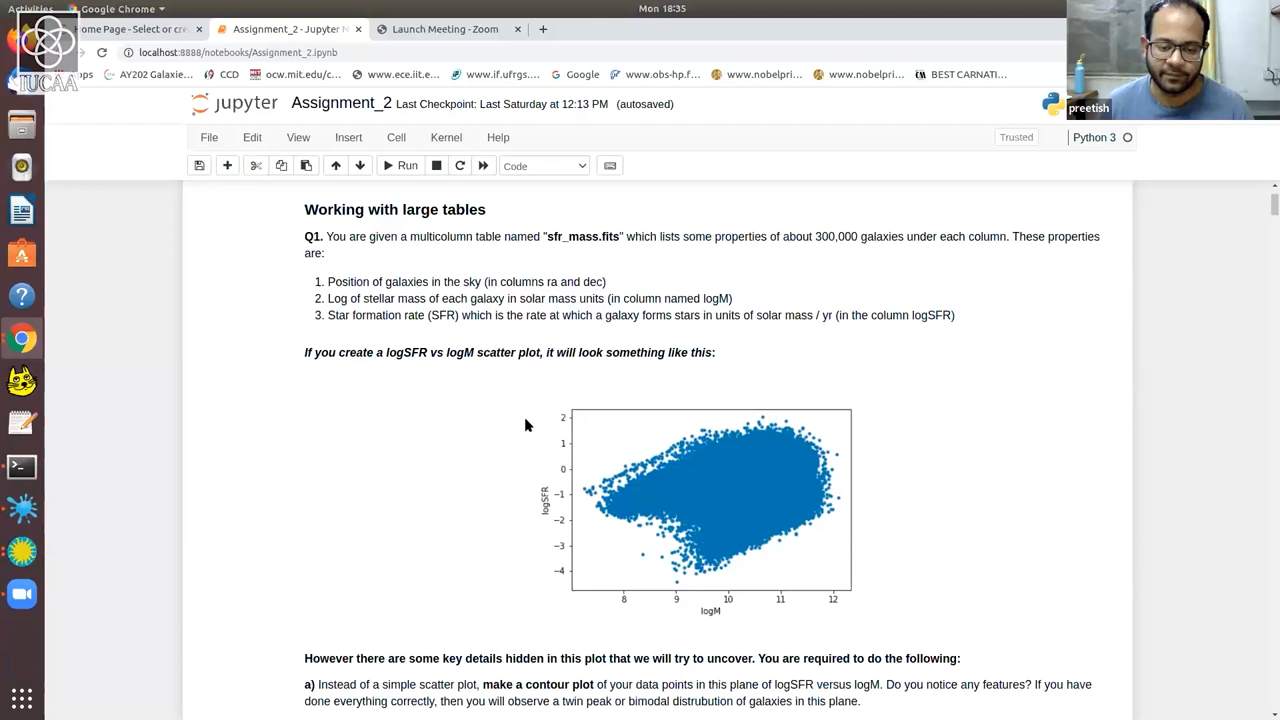 Activities
Google Chrome
Mon 18:35
Home Page - Select or cre
Assignment_2 - Jupyter N
Launch Meeting - Zoom
localhost:8888/notebooks/Assignment_2.ipynb
AY202 Galaxie…
CCD
ocw.mit.edu/c…
www.ece.iit.e…
www.if.ufrgs.…
Google
www.obs-hp.f…
www.nobelpri…
www.nobelpri…
BEST CARNATI…
IUCAA
preetish
jupyter
Assignment_2 Last Checkpoint: Last Saturday at 12:13 PM (autosaved)
File Edit View Insert Cell Kernel Help
Trusted
Python 3
Run
Code
Working with large tables
Q1. You are given a multicolumn table named "sfr_mass.fits" which lists some properties of about 300,000 galaxies under each column. These properties
are:
1. Position of galaxies in the sky (in columns ra and dec)
2. Log of stellar mass of each galaxy in solar mass units (in column named logM)
3. Star formation rate (SFR) which is the rate at which a galaxy forms stars in units of solar mass / yr (in the column logSFR)
If you create a logSFR vs logM scatter plot, it will look something like this:
2
1
0
−1
−2
−3
−4
logSFR
8 9 10 11 12
logM
However there are some key details hidden in this plot that we will try to uncover. You are required to do the following:
a) Instead of a simple scatter plot, make a contour plot of your data points in this plane of logSFR versus logM. Do you notice any features? If you have
done everything correctly, then you will observe a twin peak or bimodal distrubution of galaxies in this plane.